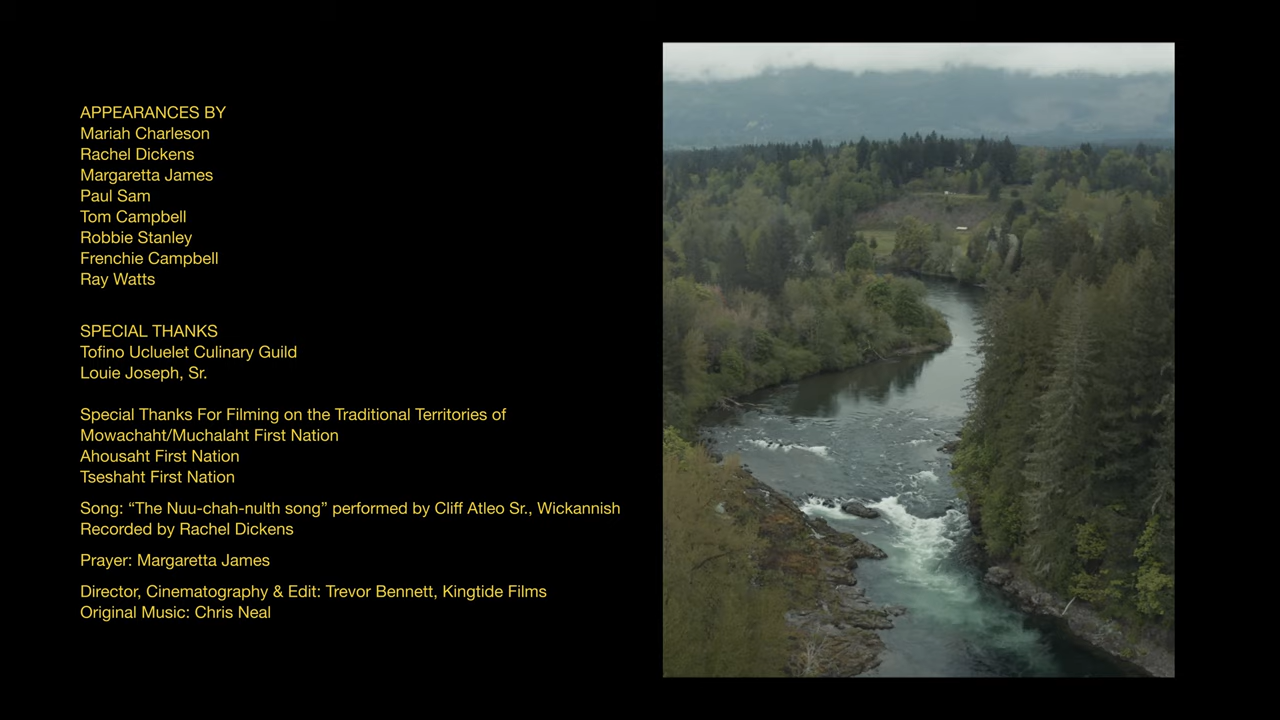 APPEARANCES BY
Mariah Charleson
Rachel Dickens
Margaretta James
Paul Sam
Tom Campbell
Robbie Stanley
Frenchie Campbell
Ray Watts
SPECIAL THANKS
Tofino Ucluelet Culinary Guild
Louie Joseph, Sr.
Special Thanks For Filming on the Traditional Territories of
Mowachaht/Muchalaht First Nation
Ahousaht First Nation
Tseshaht First Nation
Song: “The Nuu-chah-nulth song” performed by Cliff Atleo Sr., Wickannish
Recorded by Rachel Dickens
Prayer: Margaretta James
Director, Cinematography & Edit: Trevor Bennett, Kingtide Films
Original Music: Chris Neal